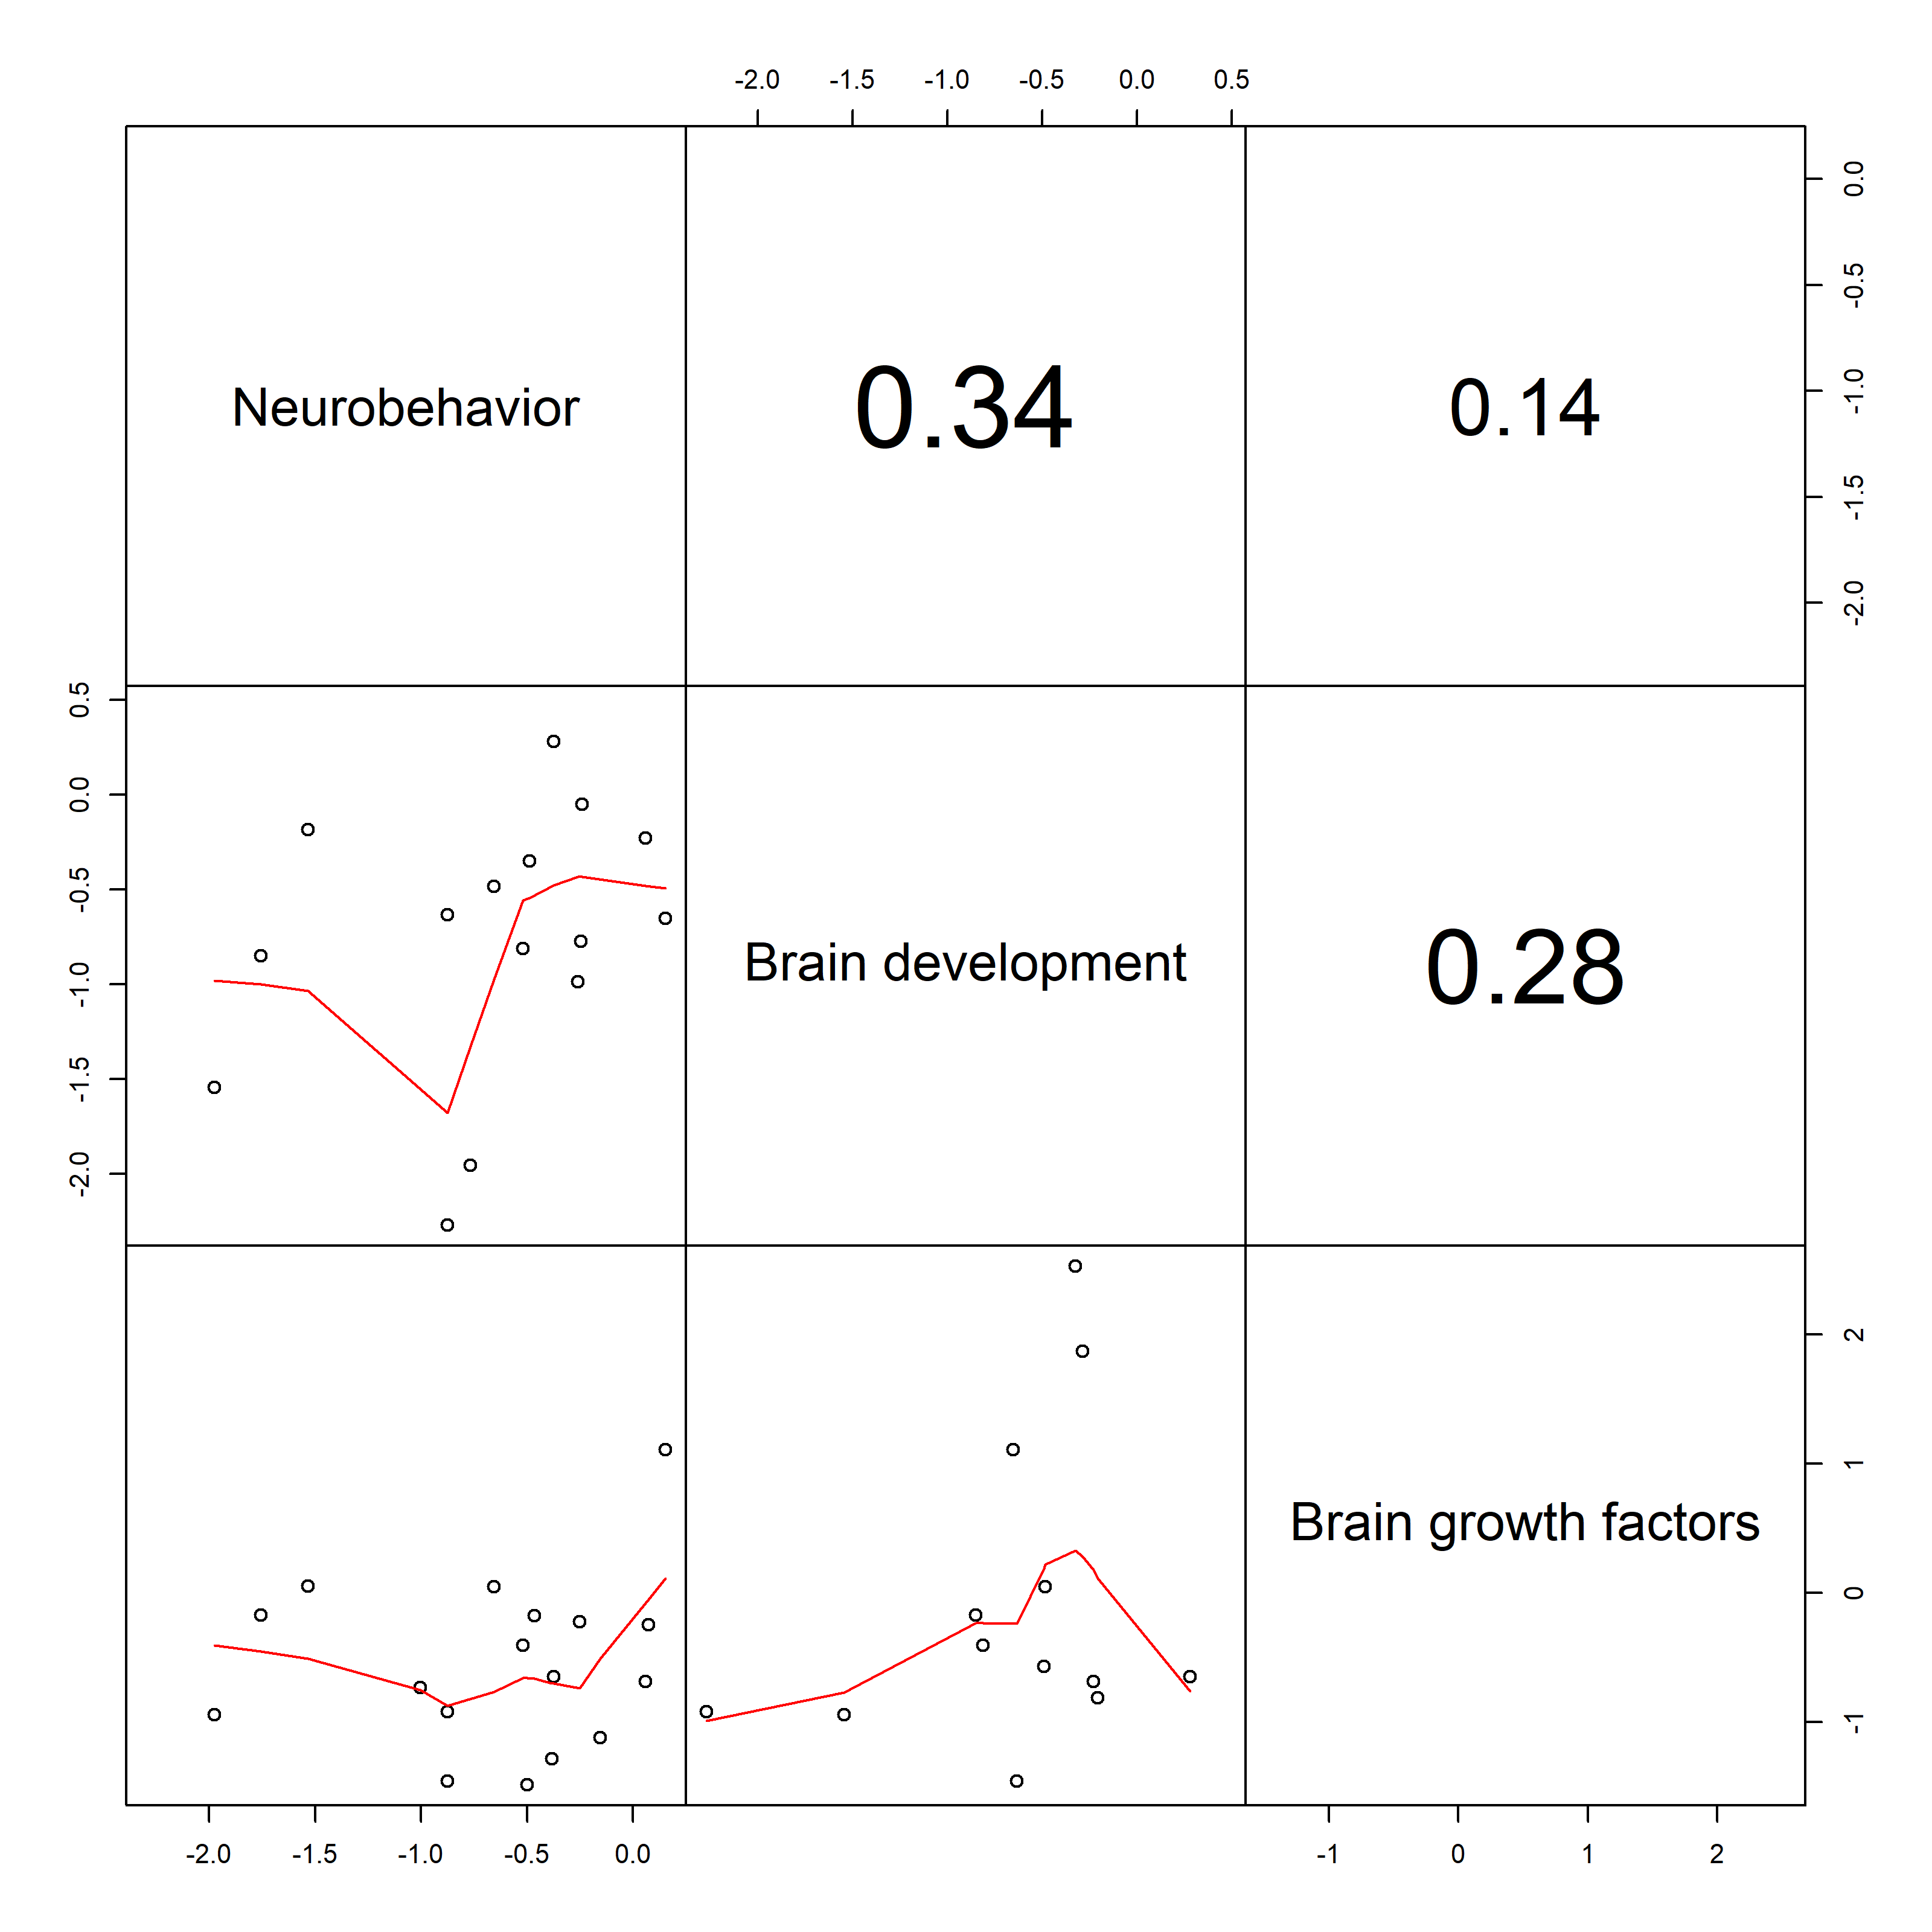 -2.0 -1.5 -1.0 -0.5 0.0 0.5
Neurobehavior 0.34 0.14
0.0 -0.5 -1.0 -1.5 -2.0
0.5 0.0 -0.5 -1.0 -1.5 -2.0
Brain development 0.28
Brain growth factors
2 1 0 -1
-2.0 -1.5 -1.0 -0.5 0.0
-1 0 1 2